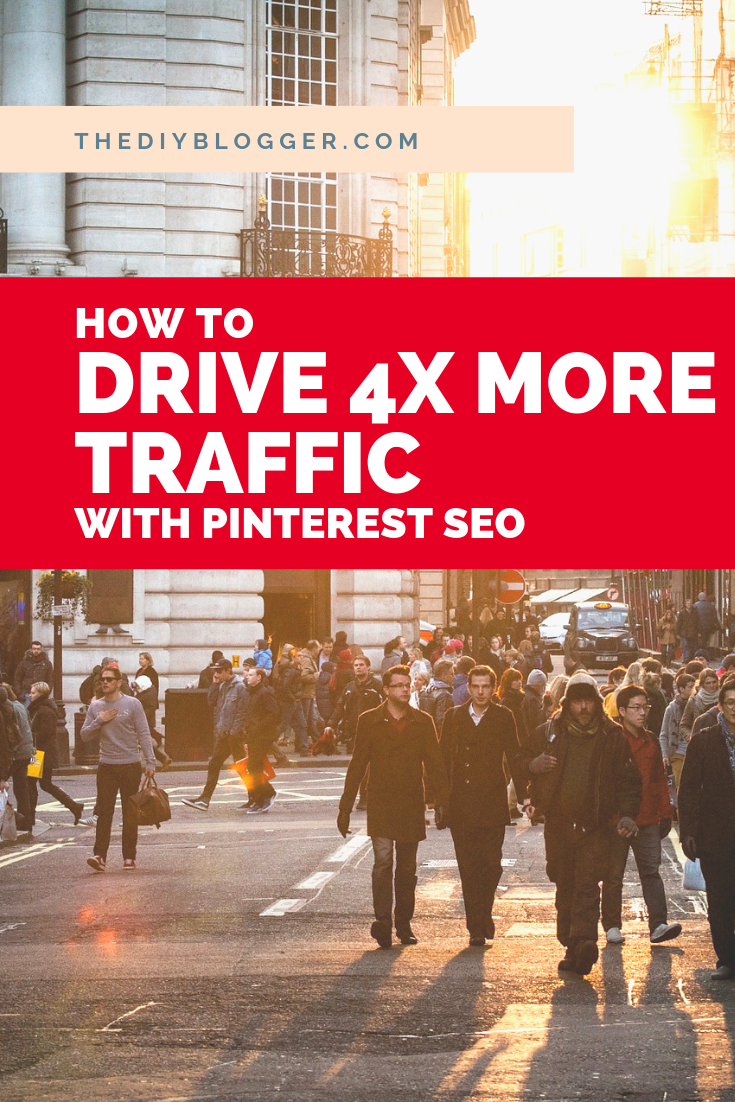 THEDIYBLOGGER.COM
HOW TO
DRIVE 4X MORE
TRAFFIC
WITH PINTEREST SEO